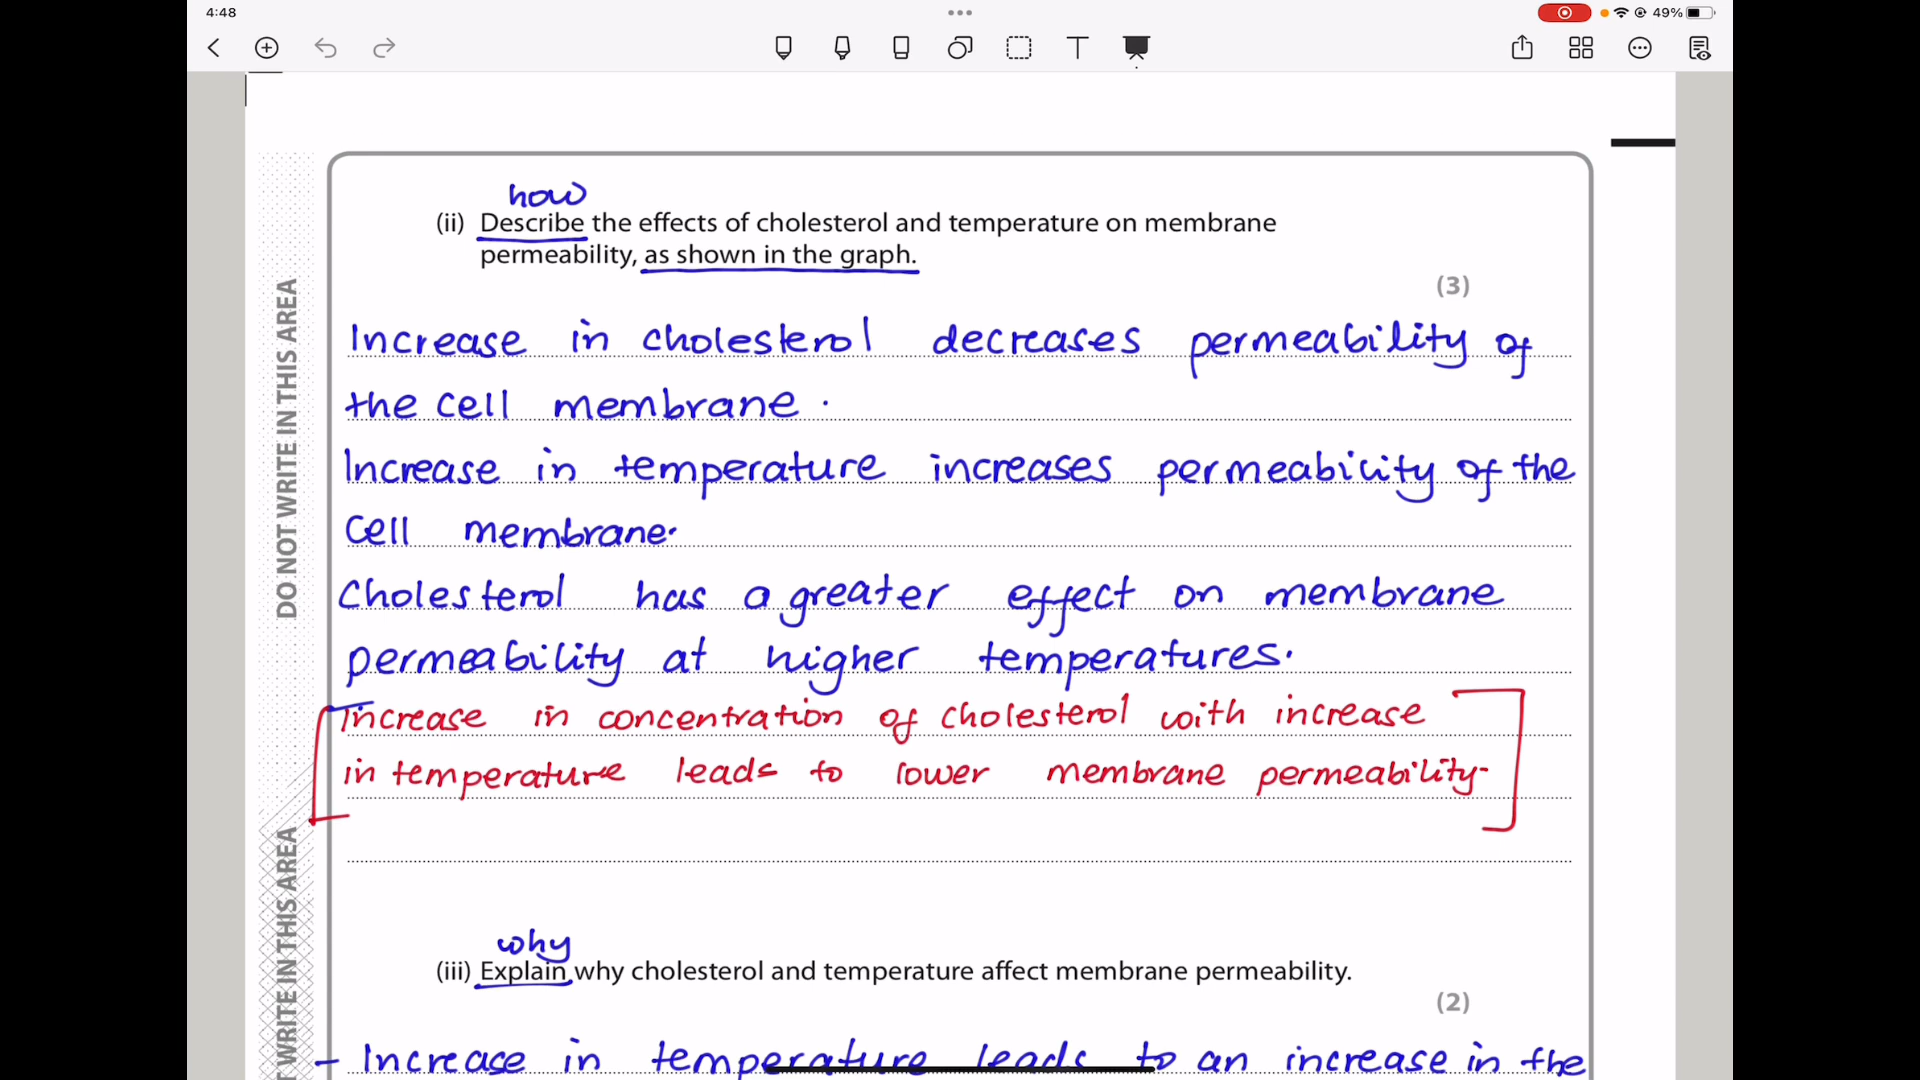 4:48
49%
how
(ii) Describe the effects of cholesterol and temperature on membrane
permeability, as shown in the graph.
(3)
Increase in cholesterol decreases permeability of
the cell membrane.
Increase in temperature increases permeability of the
cell membrane.
Cholesterol has a greater effect on membrane
permeability at higher temperatures.
Increase in concentration of cholesterol with increase
in temperature leads to lower membrane permeability.
why
(iii) Explain why cholesterol and temperature affect membrane permeability.
(2)
- Increase in temperature leads to an increase in the
DO NOT WRITE IN THIS AREA
WRITE IN THIS AREA